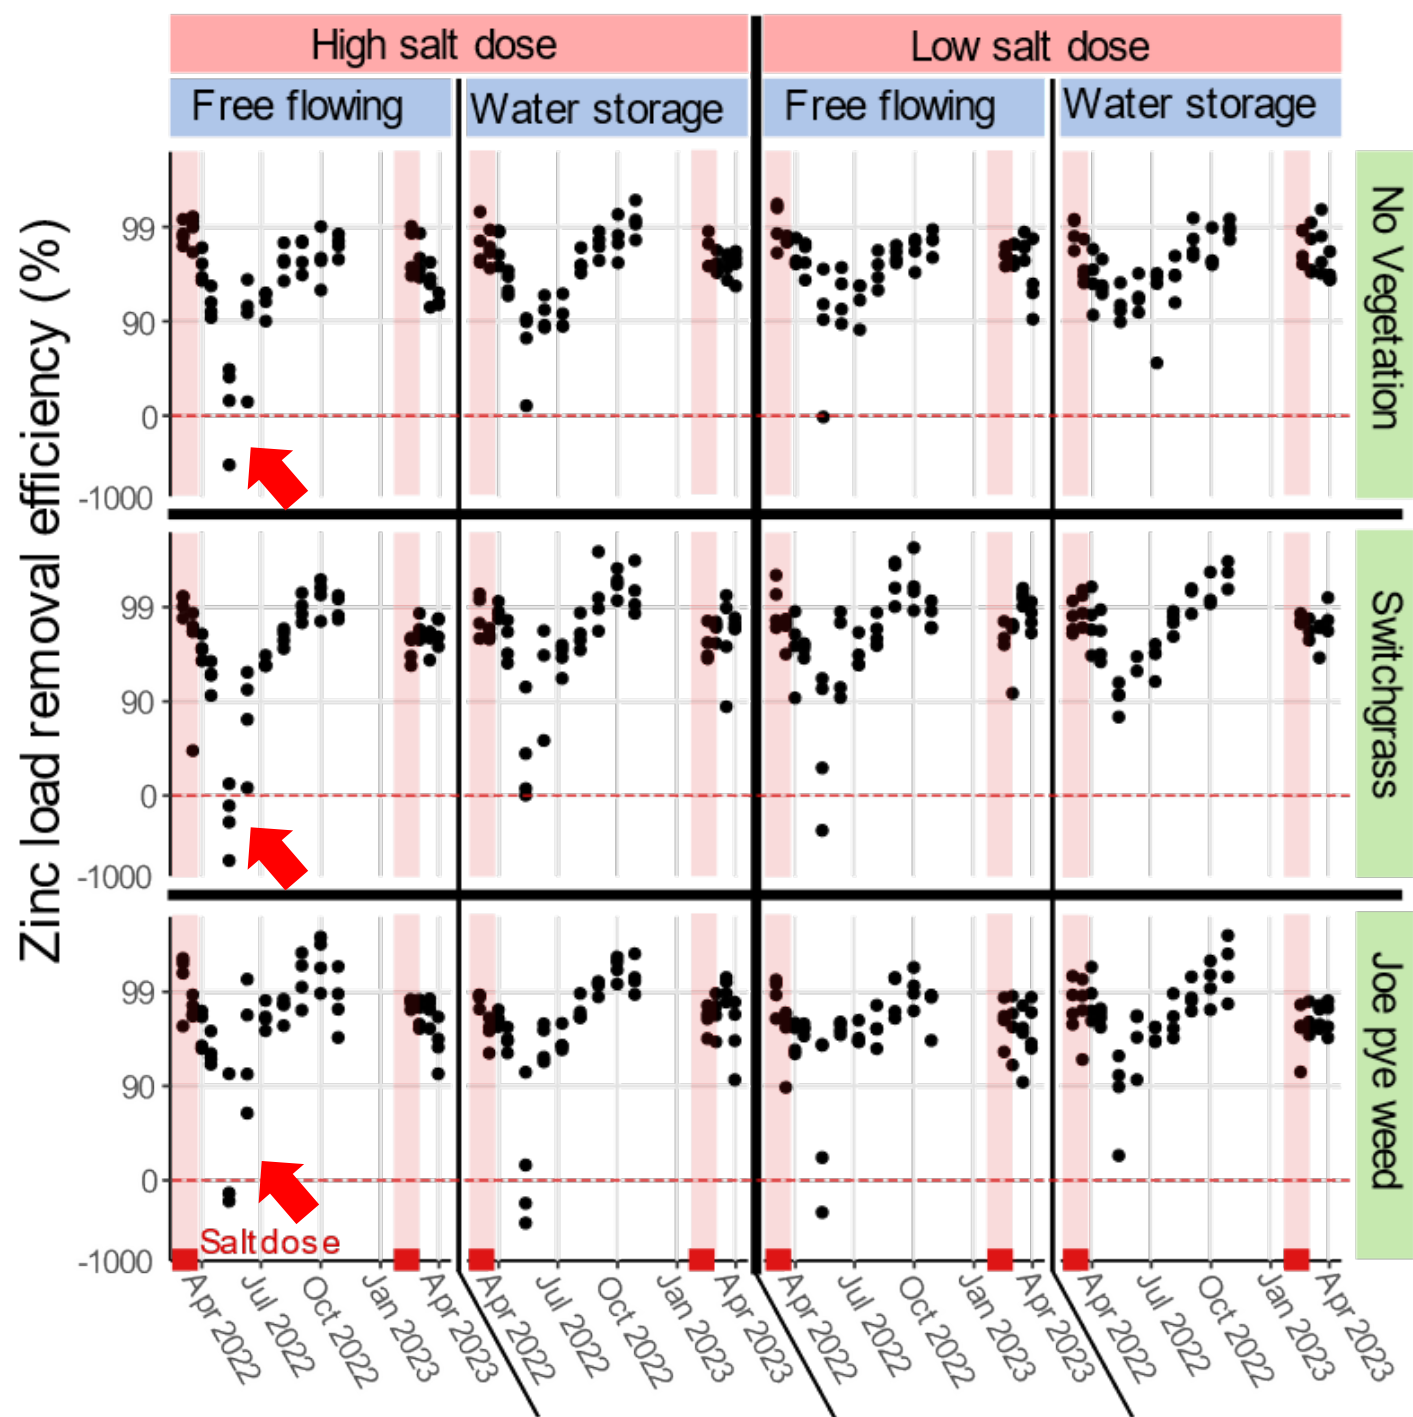 High salt dose
Low salt dose
Free flowing
Water storage
Free flowing
Water storage
Zinc load removal efficiency (%)
99
90
0
-1000
No Vegetation
99
90
0
-1000
Switchgrass
99
90
0
-1000
Joe pye weed
Salt dose
Apr 2022
Jul 2022
Oct 2022
Jan 2023
Apr 2023
Apr 2022
Jul 2022
Oct 2022
Jan 2023
Apr 2023
Apr 2022
Jul 2022
Oct 2022
Jan 2023
Apr 2023
Apr 2022
Jul 2022
Oct 2022
Jan 2023
Apr 2023